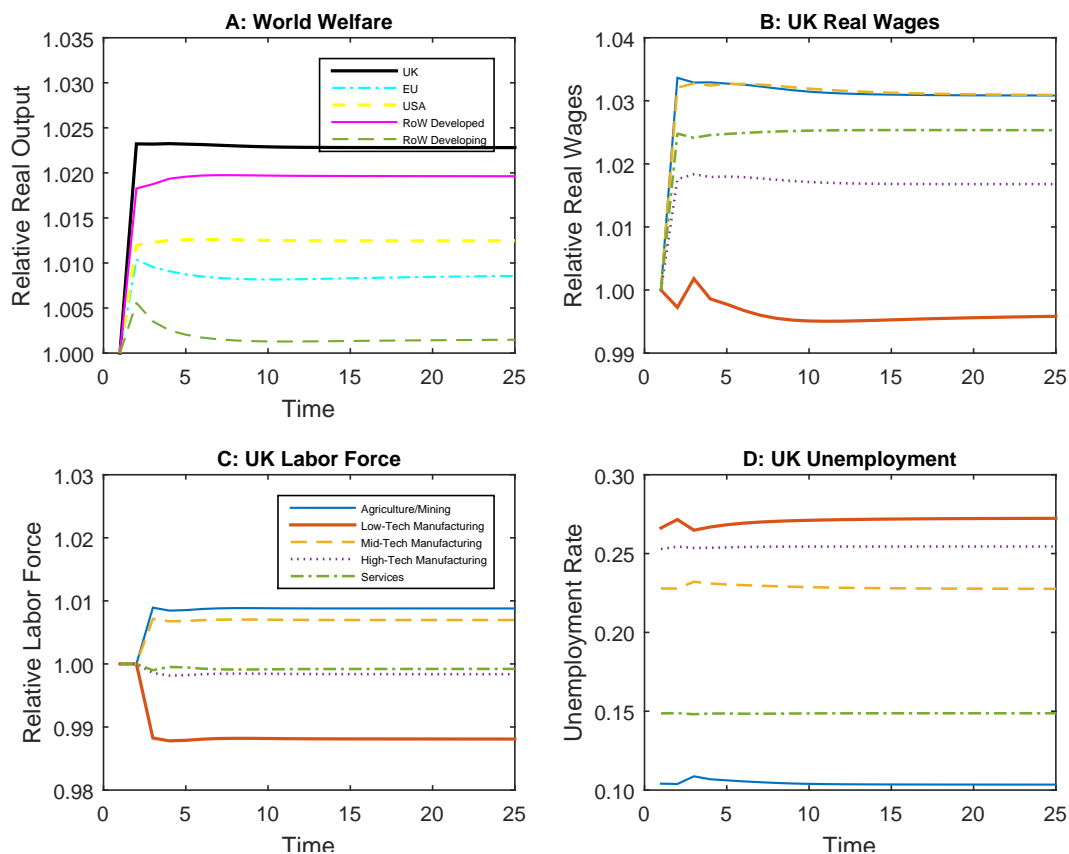 A: World Welfare
1.035
1.030
1.025
1.020
1.015
1.010
1.005
1.000
Relative Real Output
UK
EU
USA
RoW Developed
RoW Developing
0 5 10 15 20 25
Time
B: UK Real Wages
1.04
1.03
1.02
1.01
1.00
0.99
Relative Real Wages
0 5 10 15 20 25
Time
C: UK Labor Force
1.03
1.02
1.01
1.00
0.99
0.98
Relative Labor Force
Agriculture/Mining
Low-Tech Manufacturing
Mid-Tech Manufacturing
High-Tech Manufacturing
Services
0 5 10 15 20 25
Time
D: UK Unemployment
0.30
0.25
0.20
0.15
0.10
Unemployment Rate
0 5 10 15 20 25
Time